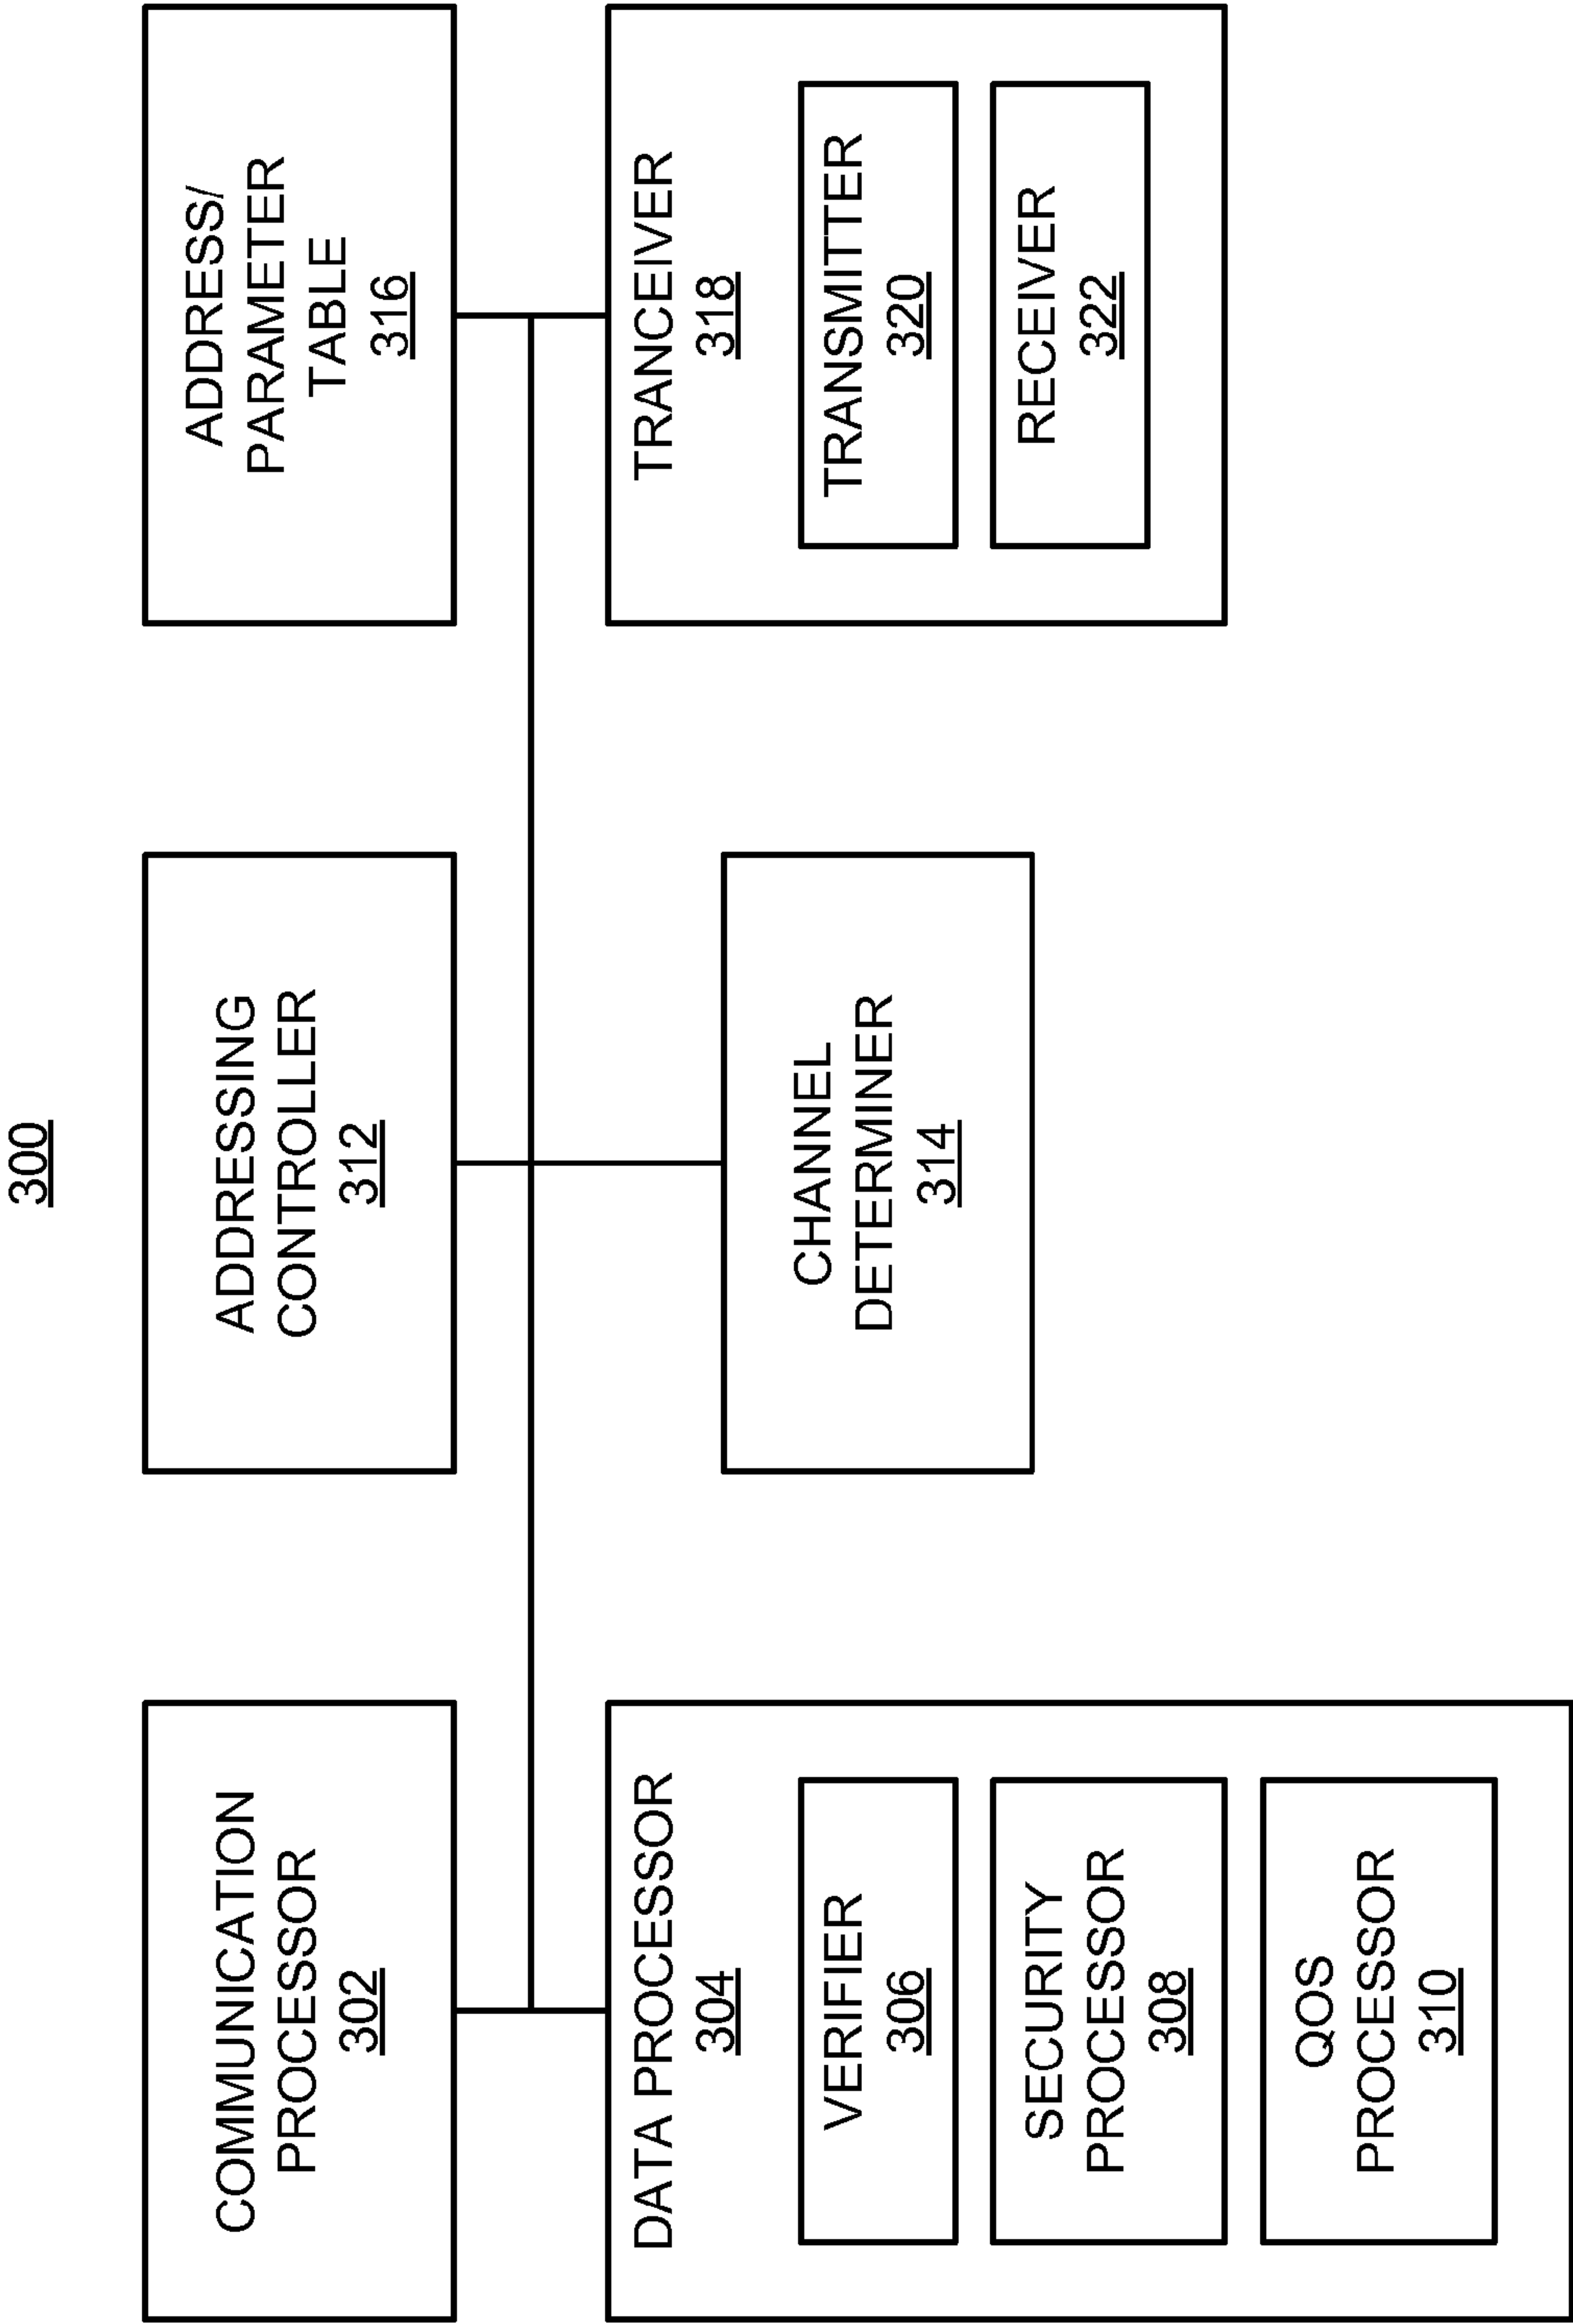 300
COMMUNICATION
PROCESSOR
302
ADDRESSING
CONTROLLER
312
ADDRESS/
PARAMETER
TABLE
316
DATA PROCESSOR
304
VERIFIER
306
SECURITY
PROCESSOR
308
QOS
PROCESSOR
310
CHANNEL
DETERMINER
314
TRANCEIVER
318
TRANSMITTER
320
RECEIVER
322